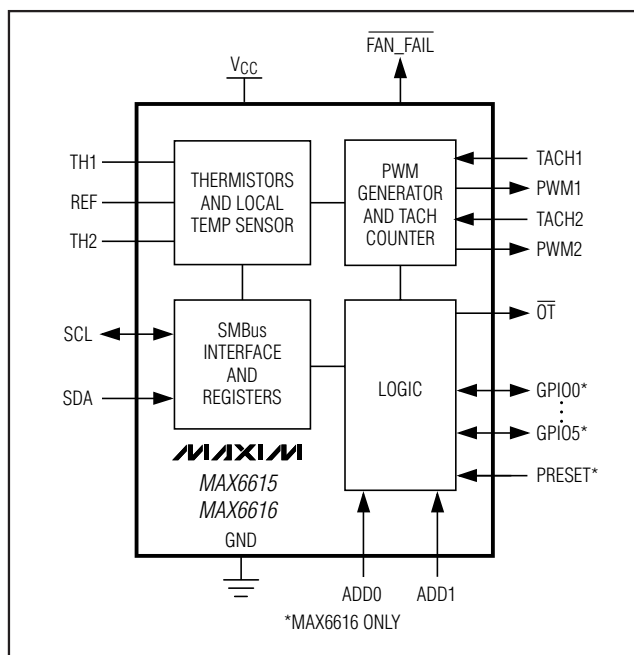 FAN_FAIL
VCC
TH1
REF
TH2
THERMISTORS
AND LOCAL
TEMP SENSOR
PWM
GENERATOR
AND TACH
COUNTER
TACH1
PWM1
TACH2
PWM2
SCL
SDA
SMBus
INTERFACE
AND
REGISTERS
LOGIC
OT
GPIO0*
GPIO5*
PRESET*
MAXIM
MAX6615
MAX6616
GND
ADD0
ADD1
*MAX6616 ONLY